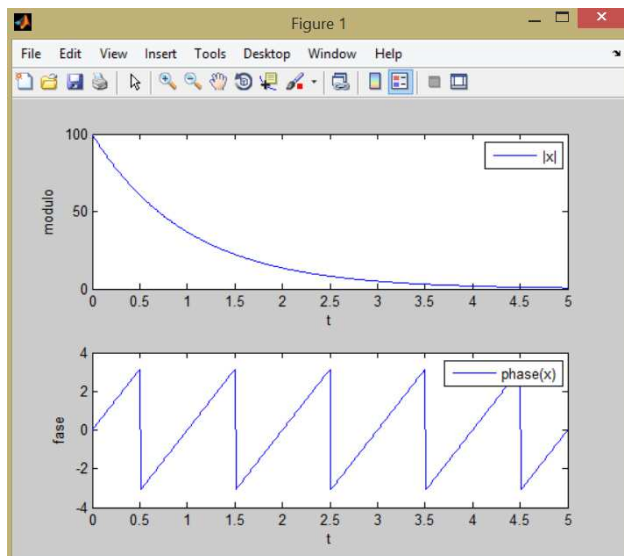 Figure 1
File Edit View Insert Tools Desktop Window Help
100
50
0
modulo
|x|
0 0.5 1 1.5 2 2.5 3 3.5 4 4.5 5
t
4
2
0
-2
-4
fase
phase(x)
0 0.5 1 1.5 2 2.5 3 3.5 4 4.5 5
t